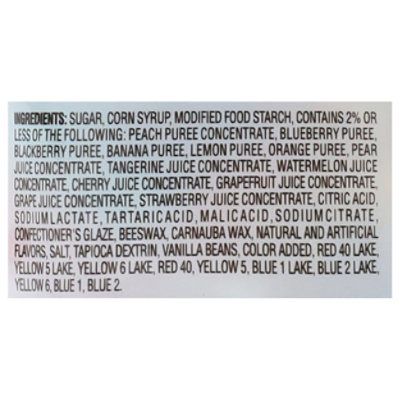 INGREDIENTS: SUGAR, CORN SYRUP, MODIFIED FOOD STARCH, CONTAINS 2% OR
LESS OF THE FOLLOWING: PEACH PUREE CONCENTRATE, BLUEBERRY PUREE,
BLACKBERRY PUREE, BANANA PUREE, LEMON PUREE, ORANGE PUREE, PEAR
JUICE CONCENTRATE, TANGERINE JUICE CONCENTRATE, WATERMELON JUICE
CONCENTRATE, CHERRY JUICE CONCENTRATE, GRAPEFRUIT JUICE CONCENTRATE,
GRAPE JUICE CONCENTRATE, STRAWBERRY JUICE CONCENTRATE, CITRIC ACID,
SODIUM LACTATE, TARTARIC ACID, MALIC ACID, SODIUM CITRATE,
CONFECTIONER'S GLAZE, BEESWAX, CARNAUBA WAX, NATURAL AND ARTIFICIAL
FLAVORS, SALT, TAPIOCA DEXTRIN, VANILLA BEANS, COLOR ADDED, RED 40 LAKE,
YELLOW 5 LAKE, YELLOW 6 LAKE, RED 40, YELLOW 5, BLUE 1 LAKE, BLUE 2 LAKE,
YELLOW 6, BLUE 1, BLUE 2.